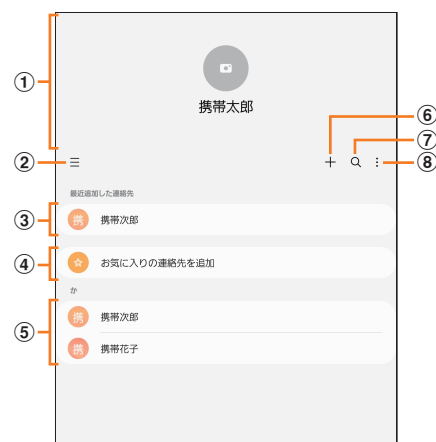 ①
携帯太郎
⑥
⑦
② ⑧
最近追加した連絡先
③ 携 携帯次郎
④ お気に入りの連絡先を追加
か
⑤ 携 携帯次郎
携 携帯花子